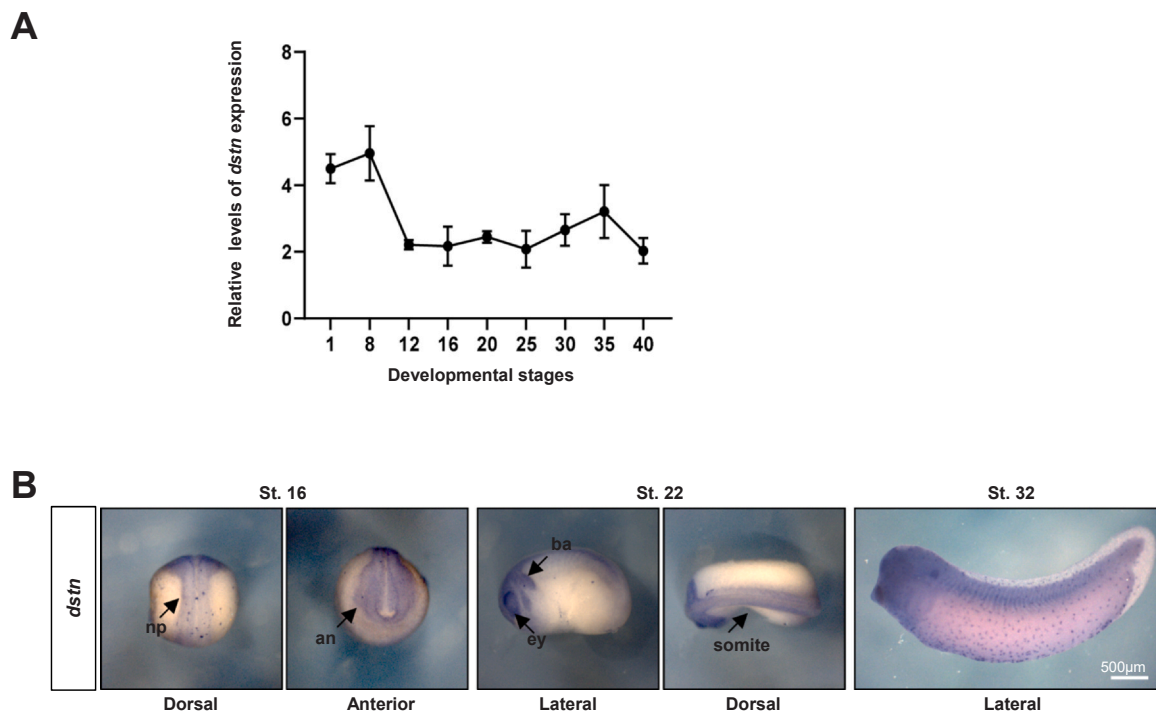 A
Relative levels of dstn expression
8
6
4
2
0
1 8 12 16 20 25 30 35 40
Developmental stages
B
St. 16 St. 22 St. 32
dstn
np
an
ba
ey
somite
500μm
Dorsal Anterior Lateral Dorsal Lateral